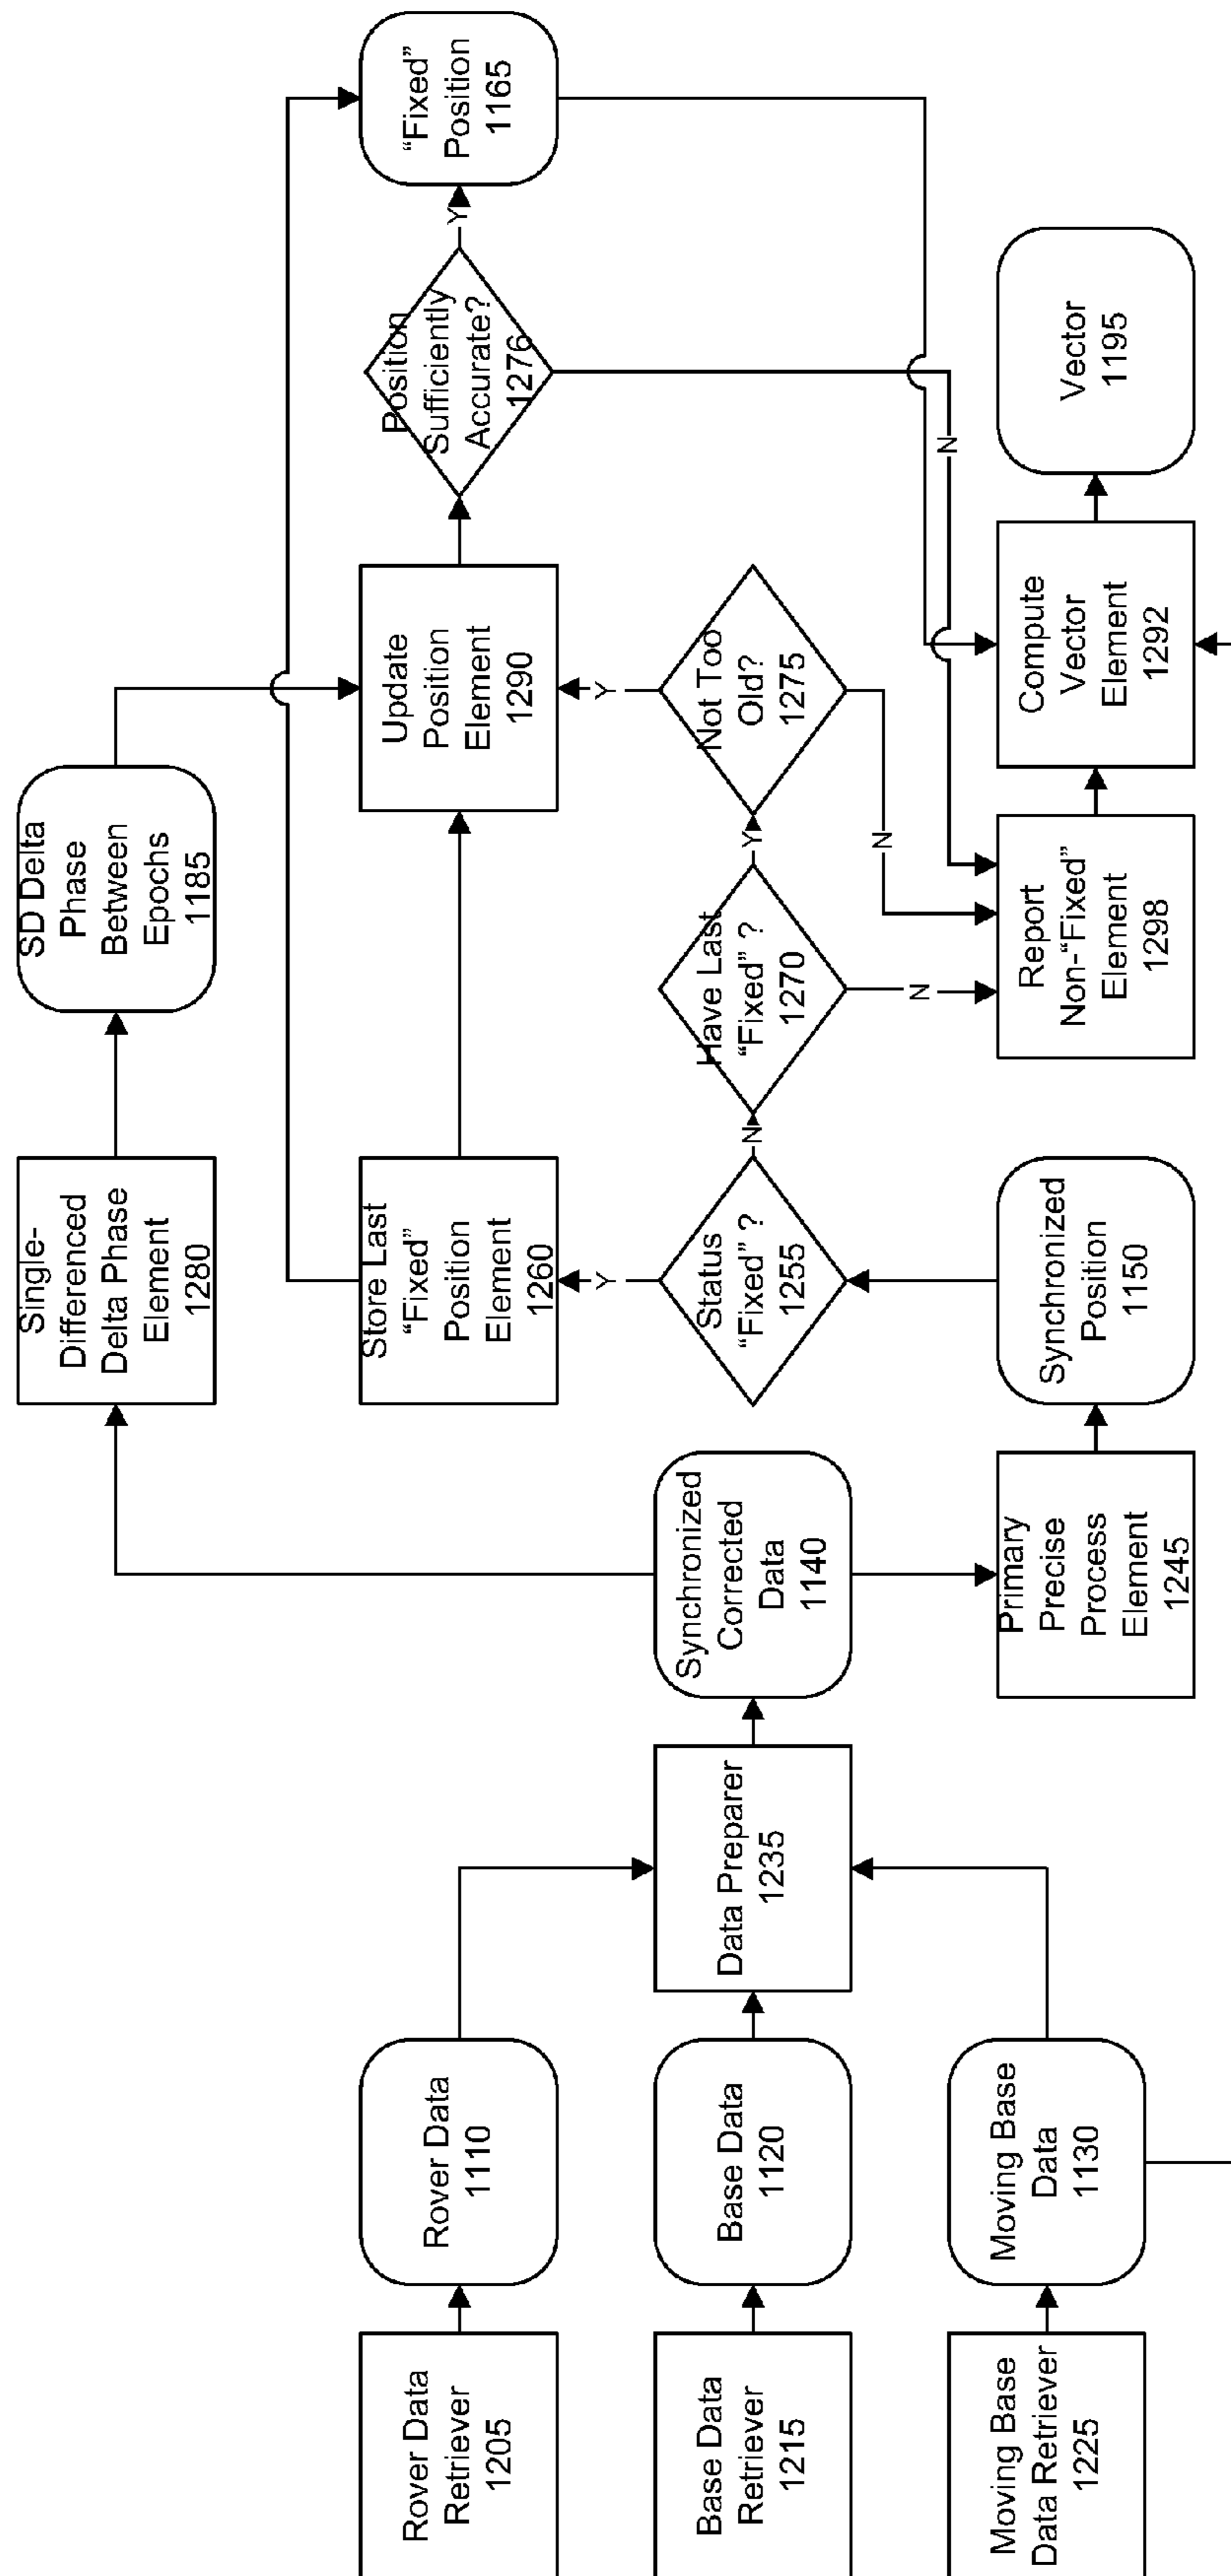 Rover Data
Retriever
1205
Rover Data
1110
Base Data
Retriever
1215
Base Data
1120
Moving Base
Data Retriever
1225
Moving Base
Data
1130
Data Preparer
1235
Synchronized
Corrected
Data
1140
Primary
Precise
Process
Element
1245
Synchronized
Position
1150
Single-
Differenced
Delta Phase
Element
1280
SD Delta
Phase
Between
Epochs
1185
Store Last
“Fixed”
Position
Element
1260
Y
Status
“Fixed” ?
1255
N
Have Last
“Fixed” ?
1270
Y
N
Not Too
Old?
1275
Y
N
Update
Position
Element
1290
Position
Sufficiently
Accurate?
1276
Y
N
“Fixed”
Position
1165
Report
Non-“Fixed”
Element
1298
Compute
Vector
Element
1292
Vector
1195